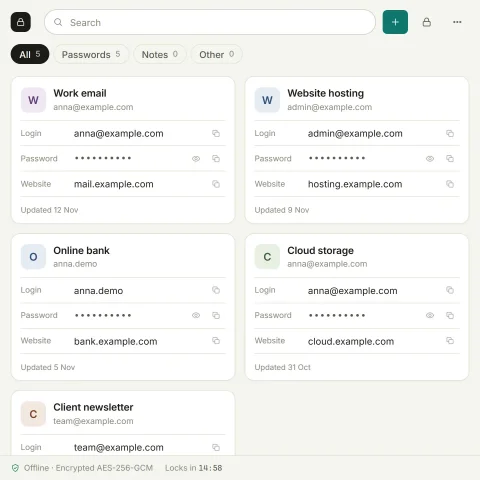 Search
All 5 Passwords 5 Notes 0 Other 0
W Work email
anna@example.com
Login anna@example.com
Password ••••••••••
Website mail.example.com
Updated 12 Nov
W Website hosting
admin@example.com
Login admin@example.com
Password ••••••••••
Website hosting.example.com
Updated 9 Nov
O Online bank
anna.demo
Login anna.demo
Password ••••••••••
Website bank.example.com
Updated 5 Nov
C Cloud storage
anna@example.com
Login anna@example.com
Password ••••••••••
Website cloud.example.com
Updated 31 Oct
C Client newsletter
team@example.com
Login team@example.com
Offline · Encrypted AES-256-GCM Locks in 14:58